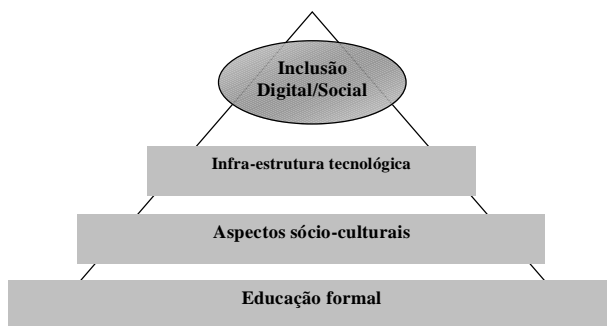 Inclusão
Digital/Social
Infra-estrutura tecnológica
Aspectos sócio-culturais
Educação formal